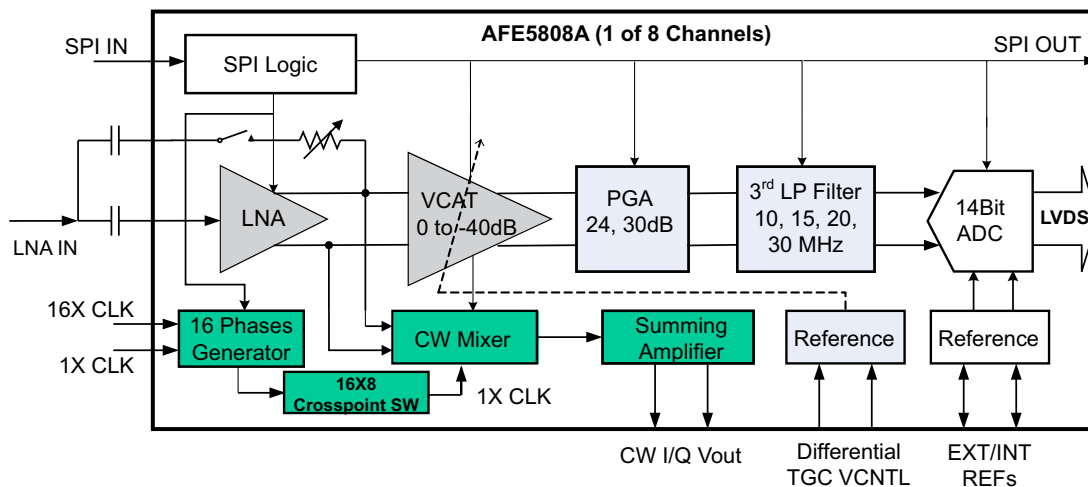 AFE5808A (1 of 8 Channels)
SPI IN
SPI OUT
SPI Logic
LNA
VCAT
0 to -40dB
PGA
24, 30dB
3rd LP Filter
10, 15, 20,
30 MHz
14Bit
ADC
LVDS
LNA IN
16X CLK
1X CLK
16 Phases
Generator
CW Mixer
Summing
Amplifier
Reference
Reference
16X8
Crosspoint SW
1X CLK
CW I/Q Vout
Differential
TGC VCNTL
EXT/INT
REFs